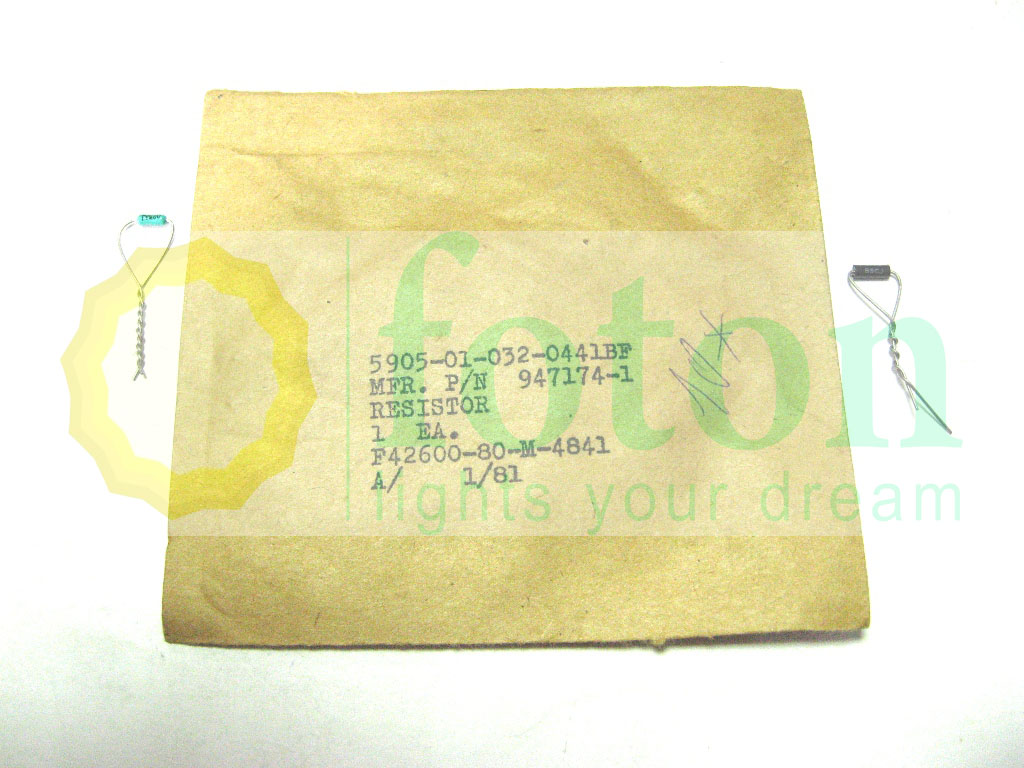 5905-01-032-0441BF
MFR. P/N 947174-1
RESISTOR
1 EA.
F42600-80-M-4841
A/ 1/81
foton
lights your dream